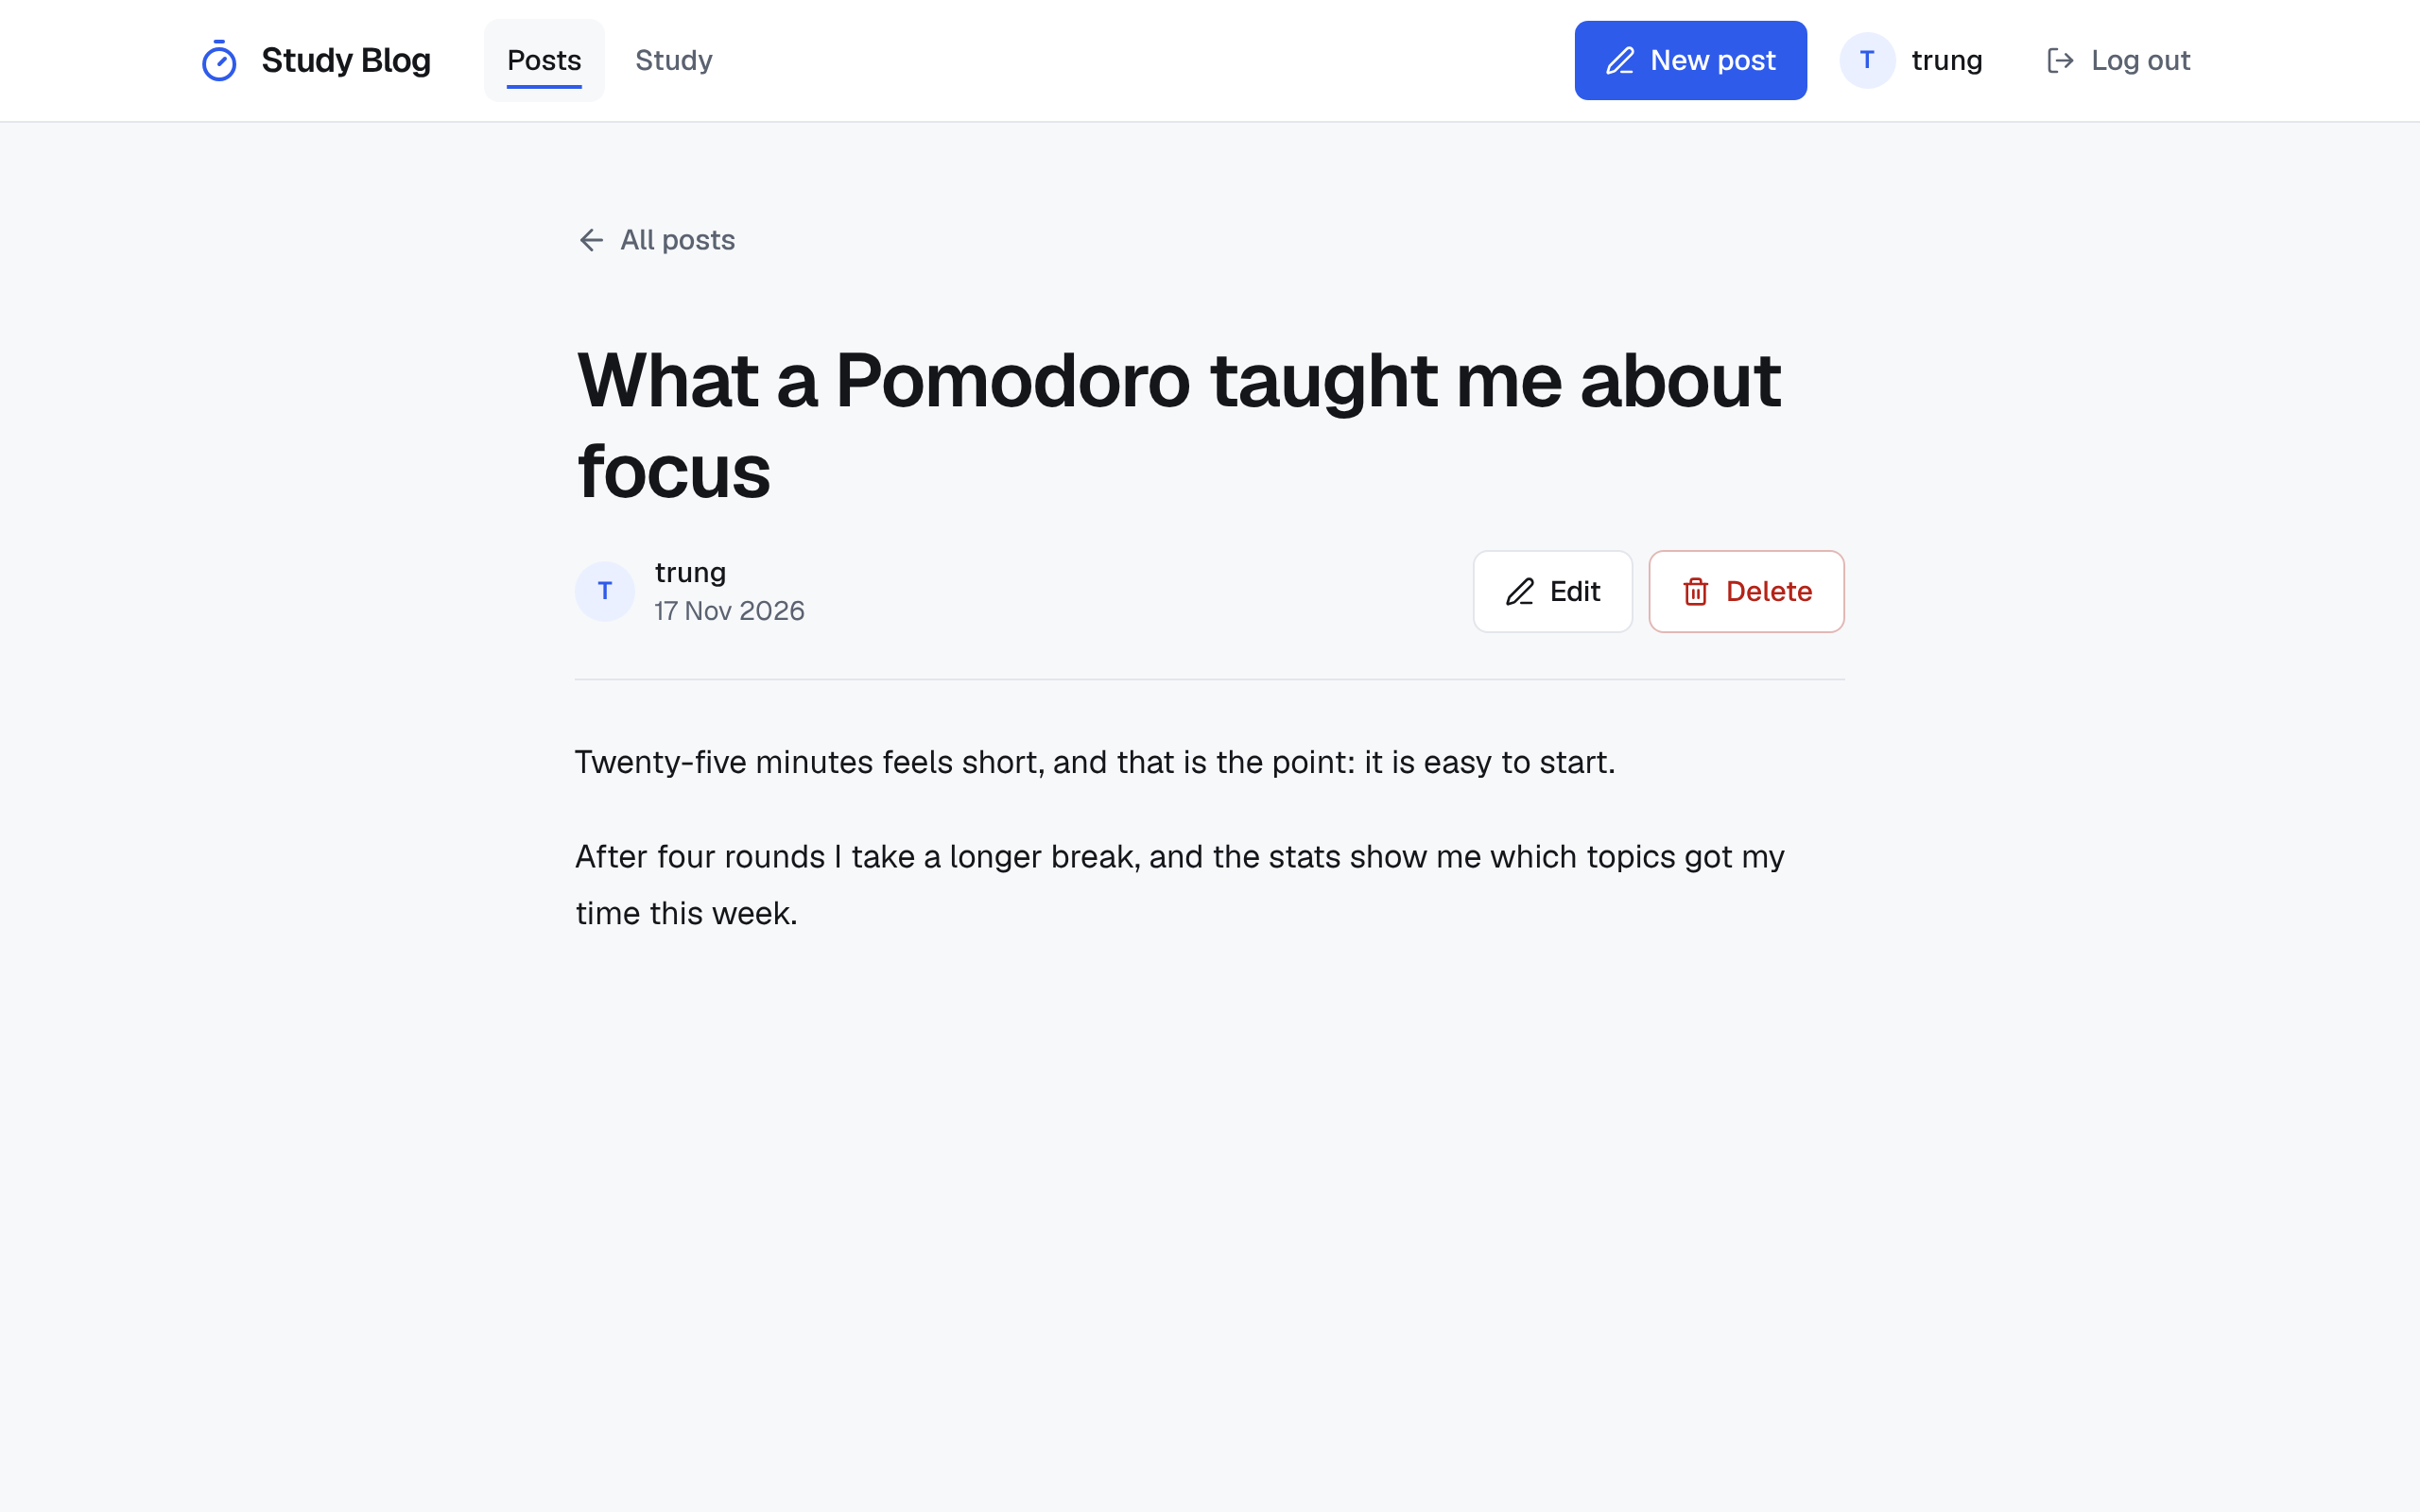 Study Blog
Posts
Study
New post
T
trung
Log out
All posts
What a Pomodoro taught me about
focus
T
trung
17 Nov 2026
Edit
Delete
Twenty-five minutes feels short, and that is the point: it is easy to start.
After four rounds I take a longer break, and the stats show me which topics got my
time this week.